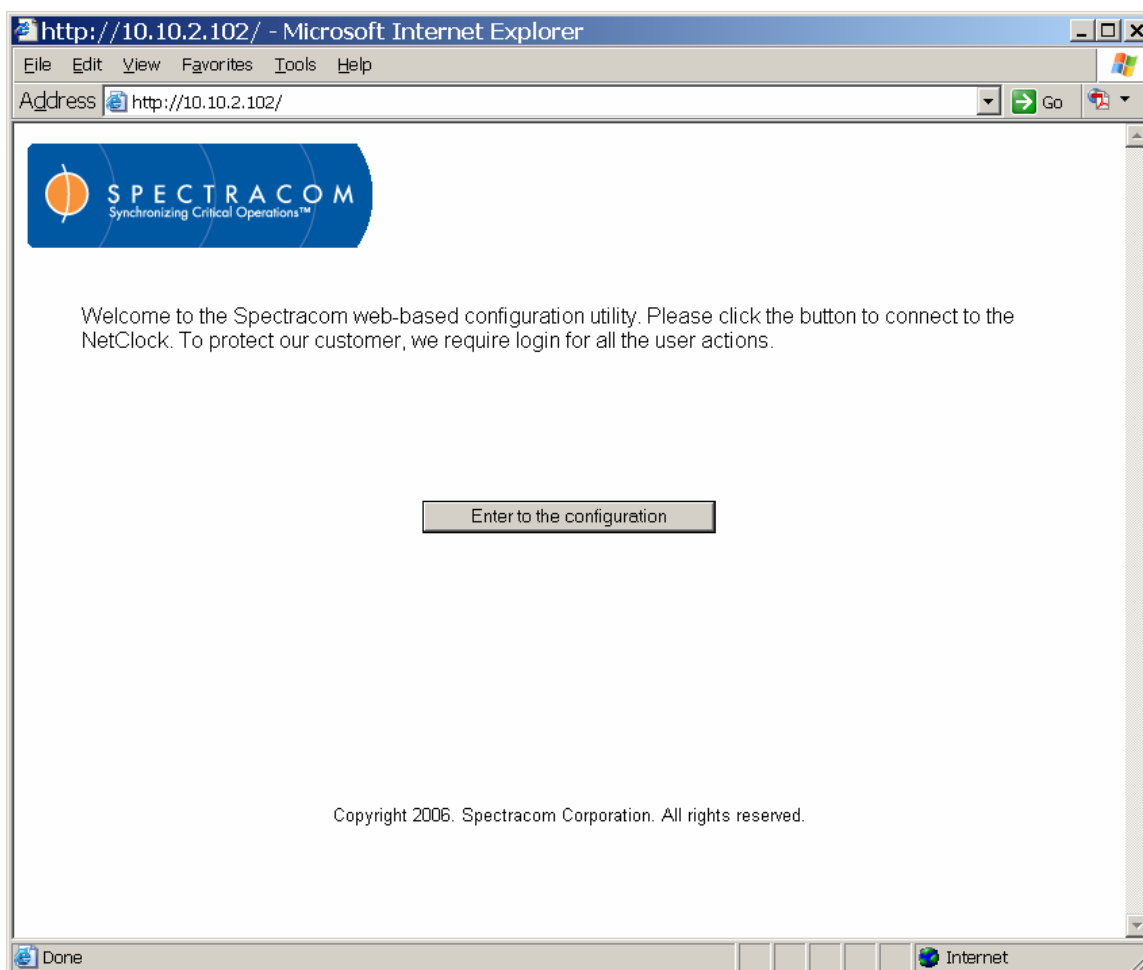 http://10.10.2.102/ - Microsoft Internet Explorer
File Edit View Favorites Tools Help
Address http://10.10.2.102/ Go
SPECTRACOM
Synchronizing Critical Operations™
Welcome to the Spectracom web-based configuration utility. Please click the button to connect to the
NetClock. To protect our customer, we require login for all the user actions.
Enter to the configuration
Copyright 2006. Spectracom Corporation. All rights reserved.
Done Internet